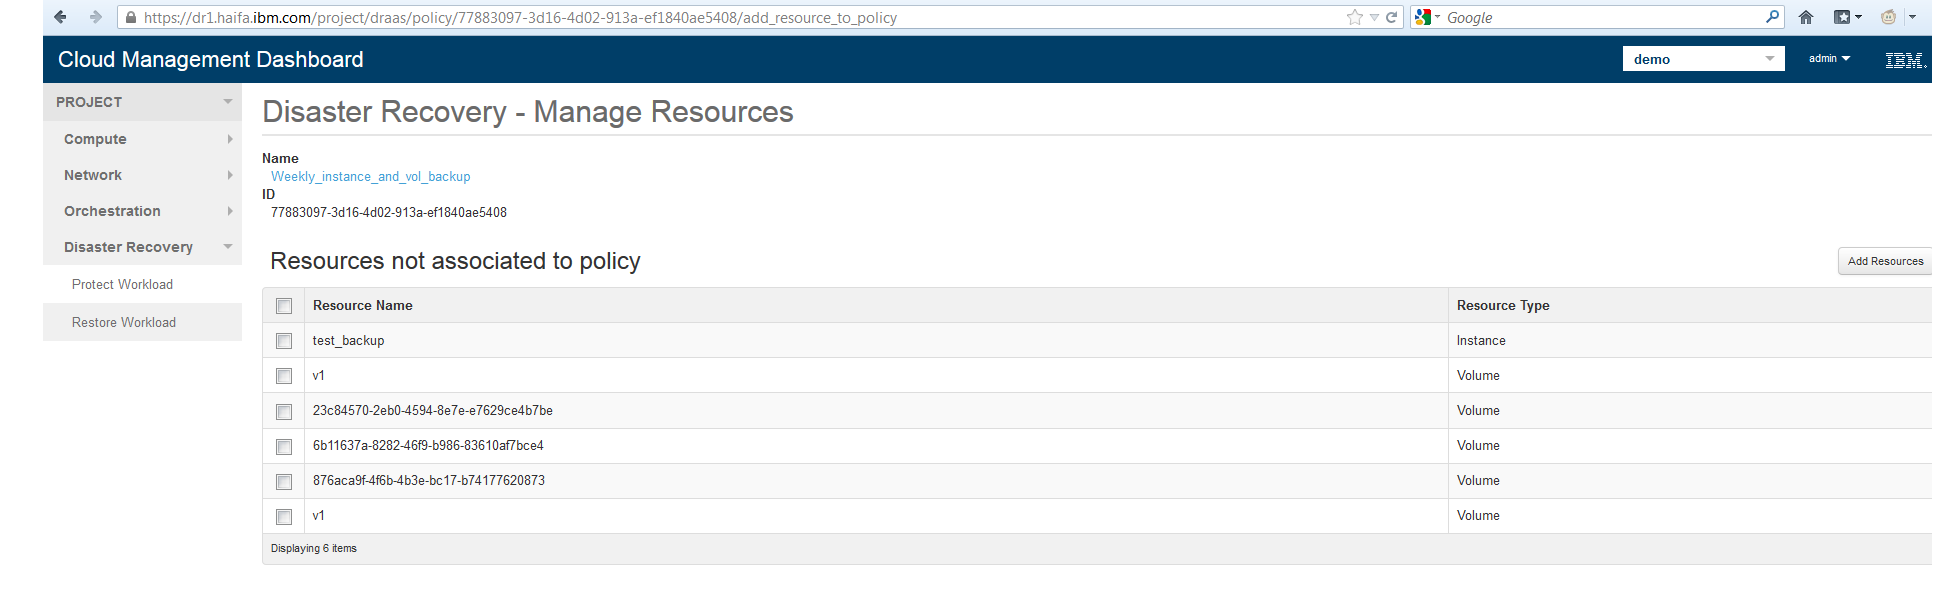 https://dr1.haifa.ibm.com/project/draas/policy/77883097-3d16-4d02-913a-ef1840ae5408/add_resource_to_policy
Google
Cloud Management Dashboard
demo
admin
IBM.
PROJECT
Compute
Network
Orchestration
Disaster Recovery
Protect Workload
Restore Workload
Disaster Recovery - Manage Resources
Name
Weekly_instance_and_vol_backup
ID
77883097-3d16-4d02-913a-ef1840ae5408
Resources not associated to policy
Add Resources
Resource Name Resource Type
test_backup Instance
v1 Volume
23c84570-2eb0-4594-8e7e-e7629ce4b7be Volume
6b11637a-8282-46f9-b986-83610af7bce4 Volume
876aca9f-4f6b-4b3e-bc17-b74177620873 Volume
v1 Volume
Displaying 6 items